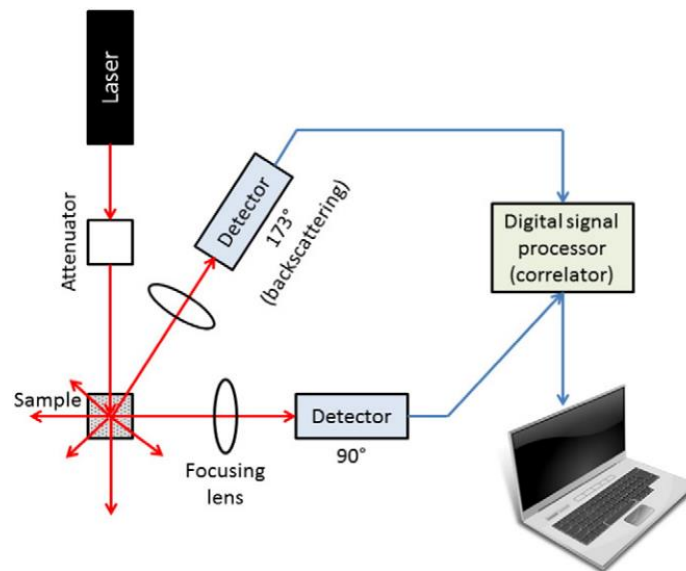 Laser
Attenuator
Detector
173°
(backscattering)
Digital signal
processor
(correlator)
Sample
Focusing
lens
Detector
90°